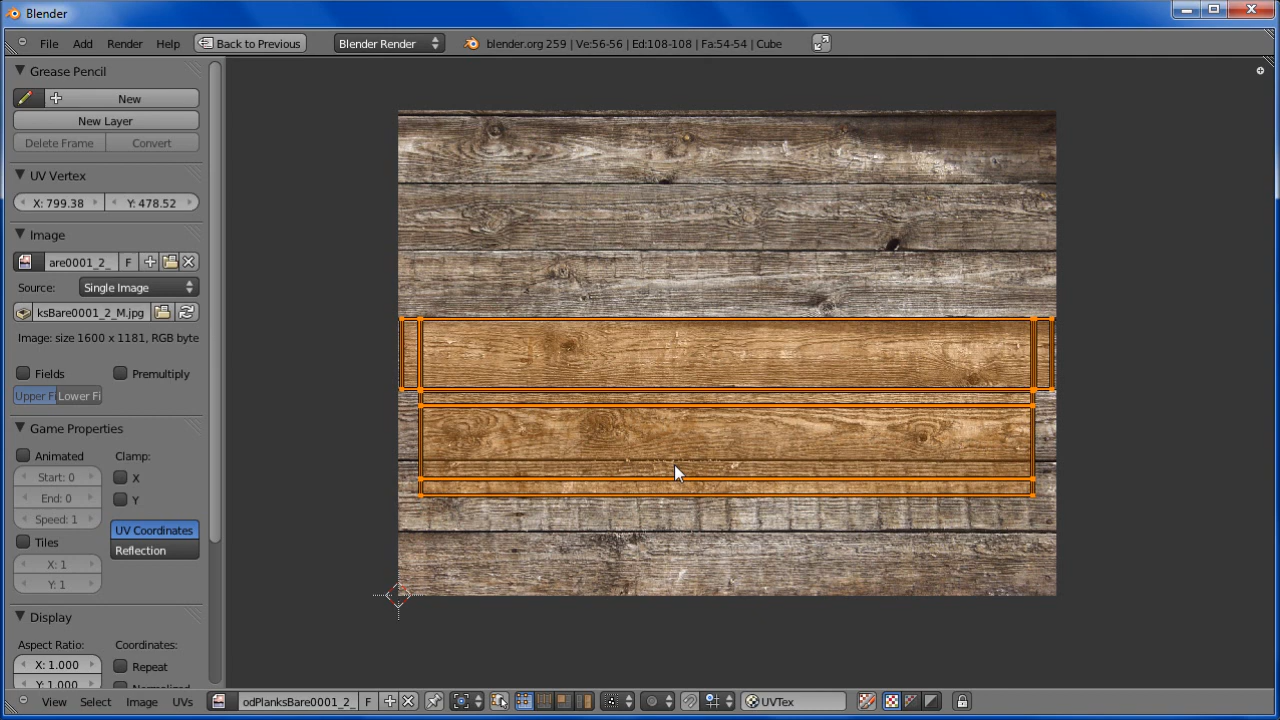 Blender
File Add Render Help Back to Previous Blender Render blender.org 259 | Ve:56-56 | Ed:108-108 | Fa:54-54 | Cube
Grease Pencil
New
New Layer
Delete Frame Convert
UV Vertex
X: 799.38 Y: 478.52
Image
are0001_2_ F
Source: Single Image
ksBare0001_2_M.jpg
Image: size 1600 x 1181, RGB byte
Fields Premultiply
Upper Fi Lower Fi
Game Properties
Animated Clamp:
Start: 0 X
End: 0 Y
Speed: 1 UV Coordinates
Tiles Reflection
X: 1
Y: 1
Display
Aspect Ratio: Coordinates:
X: 1.000 Repeat
Y: 1.000 Normalized
View Select Image UVs odPlanksBare0001_2_ F UVTex